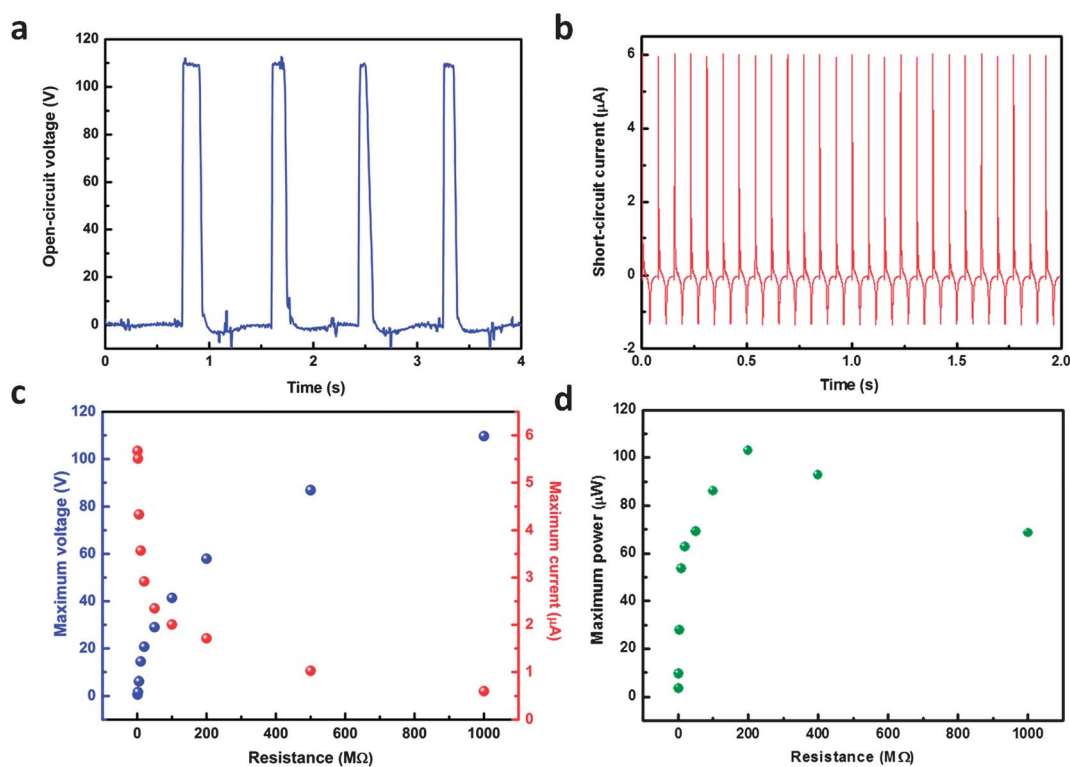 a
120
100
80
60
40
20
0
Open-circuit voltage (V)
0 1 2 3 4
Time (s)
b
6
4
2
0
-2
Short-circuit current (μA)
0.0 0.5 1.0 1.5 2.0
Time (s)
c
120
100
80
60
40
20
0
Maximum voltage (V)
6
5
4
3
2
1
0
Maximum current (μA)
0 200 400 600 800 1000
Resistance (MΩ)
d
120
100
80
60
40
20
0
Maximum power (μW)
0 200 400 600 800 1000
Resistance (MΩ)